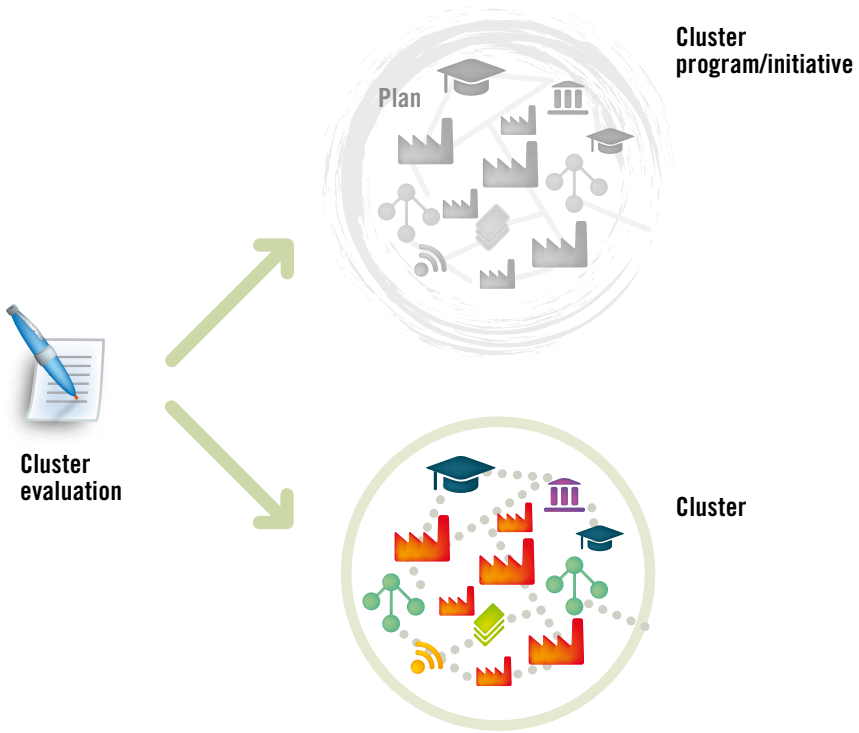 Cluster
program/initiative
Plan
Cluster
evaluation
Cluster